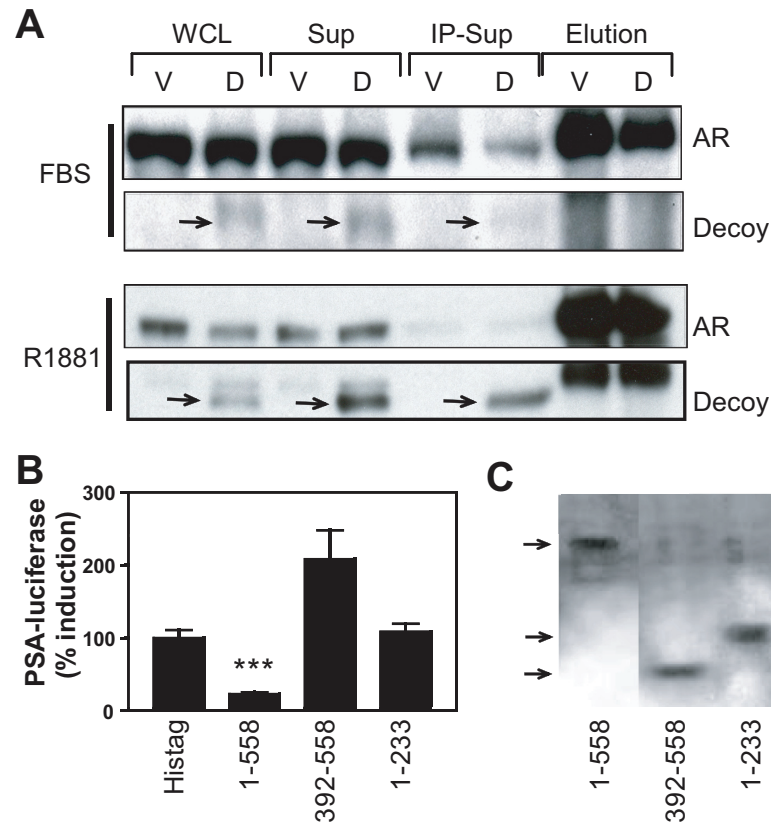 A
WCL Sup IP-Sup Elution
V D V D V D V D
FBS
AR
Decoy
R1881
AR
Decoy
B
PSA-luciferase
(% induction)
300
200
100
0
***
Histag
1-558
392-558
1-233
C
1-558
392-558
1-233